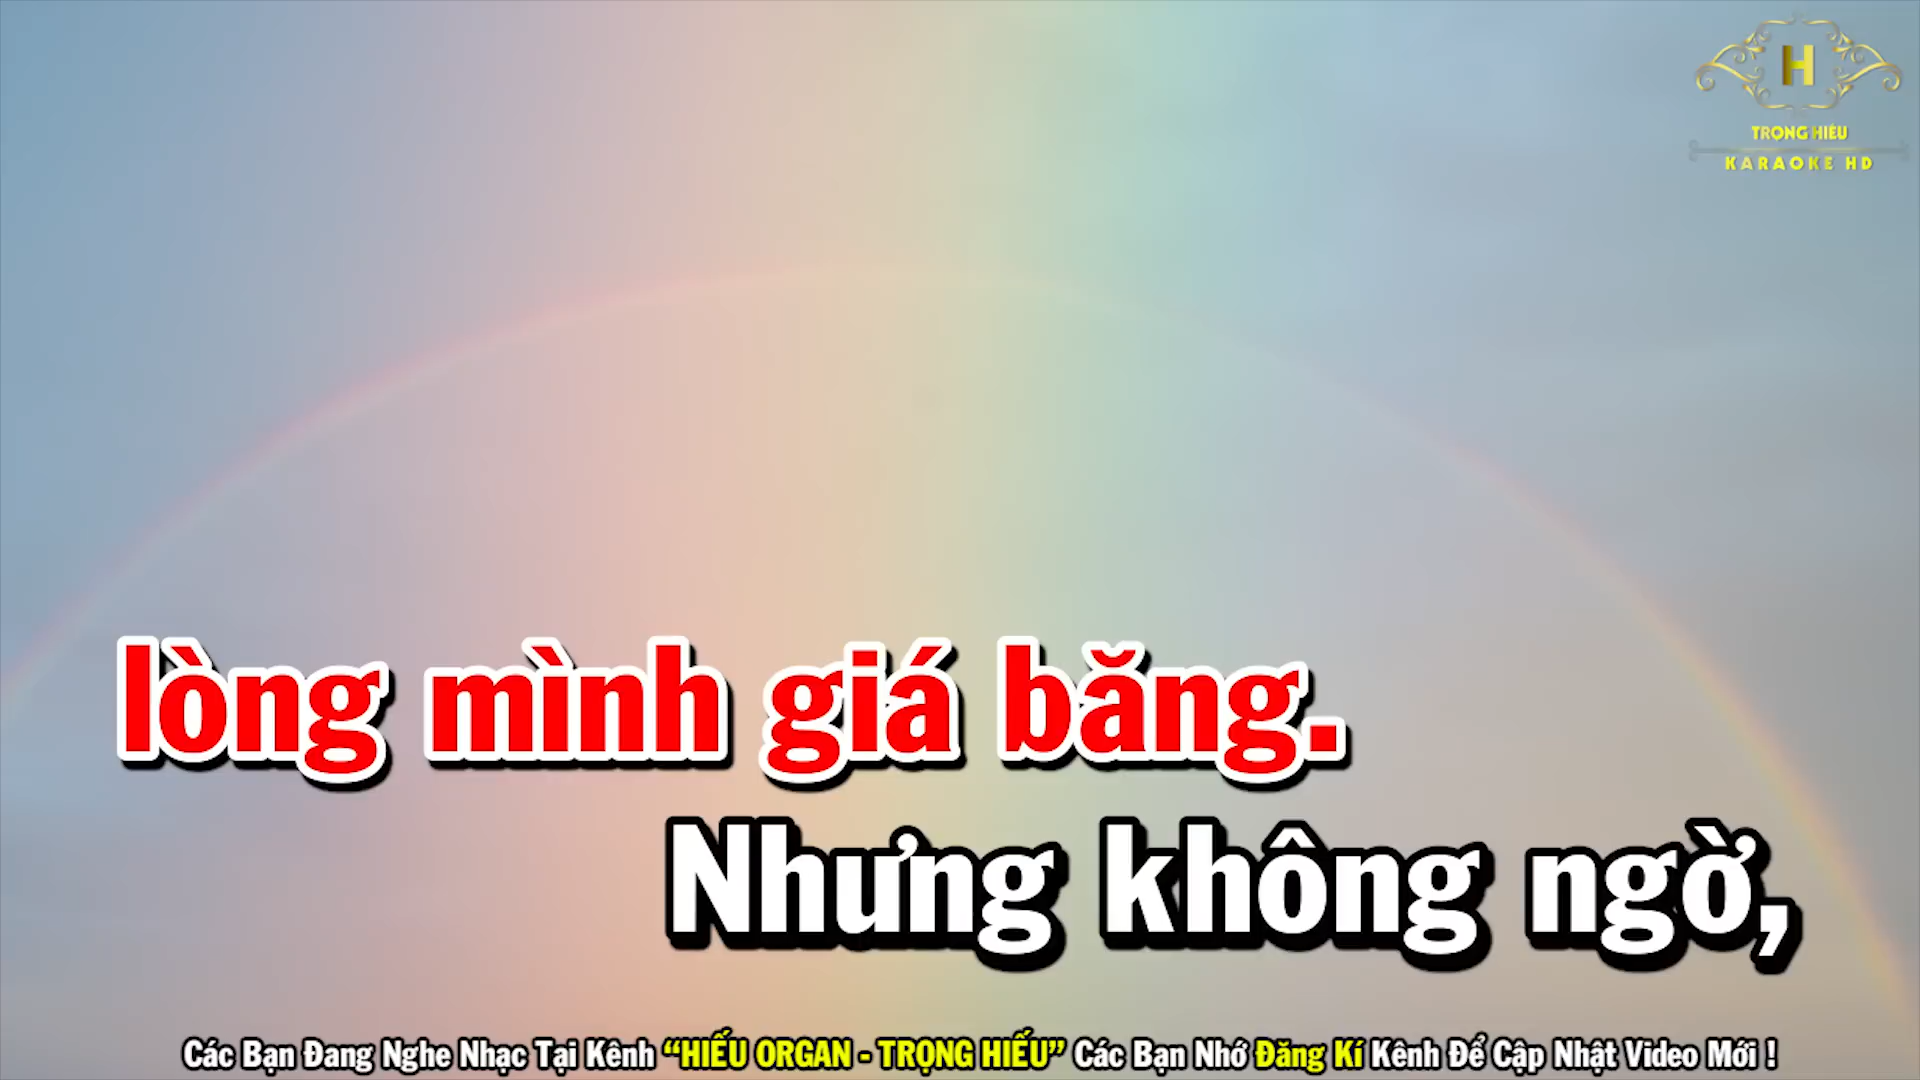 H
TRỌNG HIẾU
KARAOKE HD
lòng mình giá băng.
Nhưng không ngờ,
Các Bạn Đang Nghe Nhạc Tại Kênh “HIẾU ORGAN - TRỌNG HIẾU” Các Bạn Nhớ Đăng Kí Kênh Để Cập Nhật Video Mới !